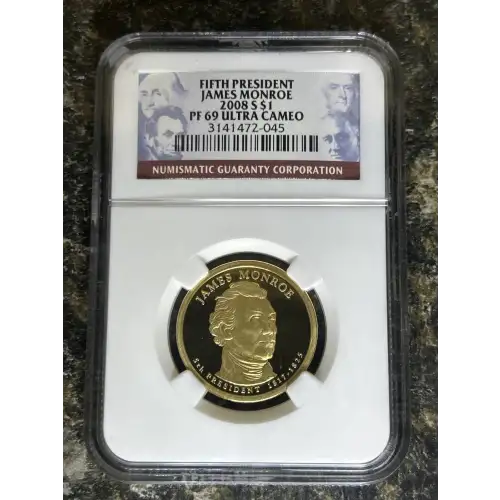 FIFTH PRESIDENT
JAMES MONROE
2008 S $1
PF 69 ULTRA CAMEO
3141472-045
NUMISMATIC GUARANTY CORPORATION
JAMES MONROE
5th PRESIDENT 1817-1825